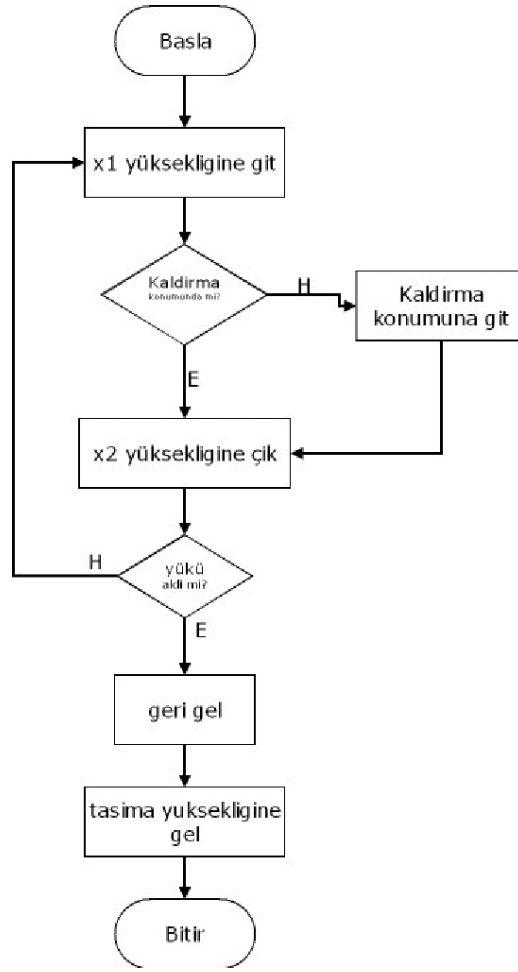 Basla
x1 yüksekligine git
Kaldirma
konumunda mi?
H
Kaldirma
konumuna git
E
x2 yüksekligine çik
H
yükü
aldi mi?
E
geri gel
tasima yuksekligine
gel
Bitir